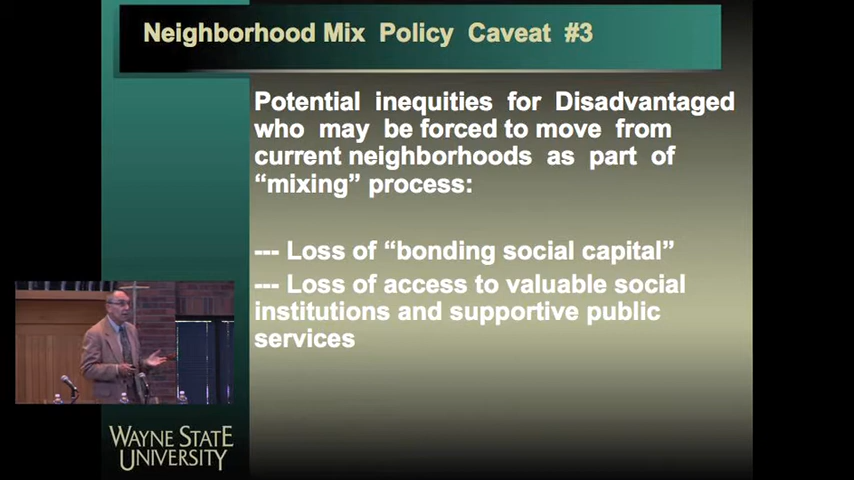 Neighborhood Mix Policy Caveat #3
Potential inequities for Disadvantaged
who may be forced to move from
current neighborhoods as part of
“mixing” process:
--- Loss of “bonding social capital”
--- Loss of access to valuable social
institutions and supportive public
services
WAYNE STATE
UNIVERSITY